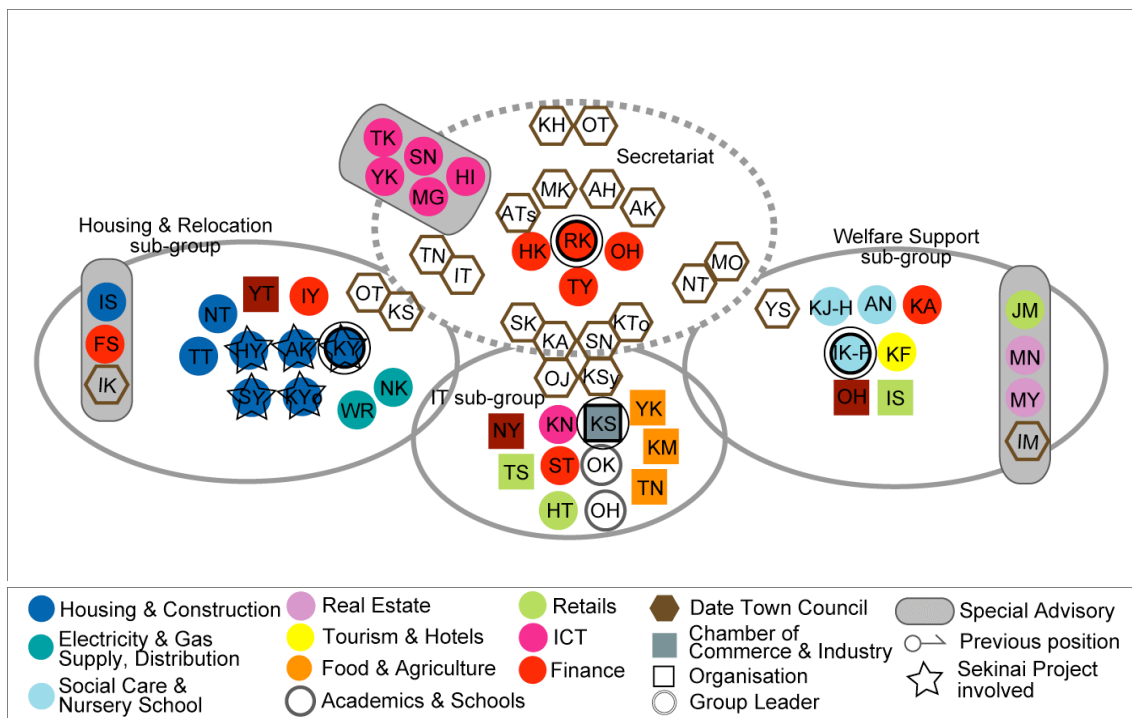 KH OT
TK
SN
Secretariat
YK
HI
MK AH
MG
ATs AK
Housing & Relocation
sub-group
RK
HK OH
TN
IT
MO
NT
Welfare Support
sub-group
TY
YT IY
OT
KS
IS
NT
YS KJ-H AN KA
JM
SK KTo
KA SN
FS
TT HY AK KY
IK-F KF
MN
IK
OJ KSy
SY KYo
NK
WR
IT sub-group
OH IS
MY
IM
NY KN KS YK
KM
TS ST OK
TN
HT OH
Housing & Construction
Electricity & Gas
Supply, Distribution
Social Care &
Nursery School
Real Estate
Tourism & Hotels
Food & Agriculture
Academics & Schools
Retails
ICT
Finance
Date Town Council
Chamber of
Commerce & Industry
Organisation
Group Leader
Special Advisory
Previous position
Sekinai Project
involved